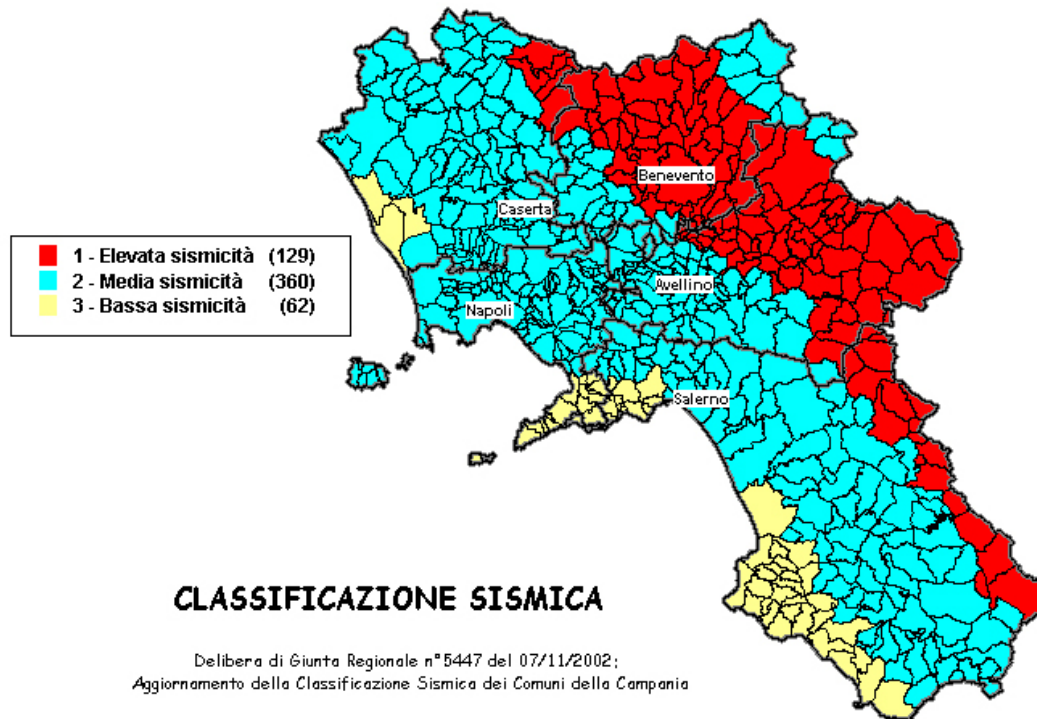 Benevento
Caserta
1 - Elevata sismicità (129)
2 - Media sismicità (360)
3 - Bassa sismicità (62)
Avellino
Napoli
Salerno
CLASSIFICAZIONE SISMICA
Delibera di Giunta Regionale n°5447 del 07/11/2002;
Aggiornamento della Classificazione Sismica dei Comuni della Campania